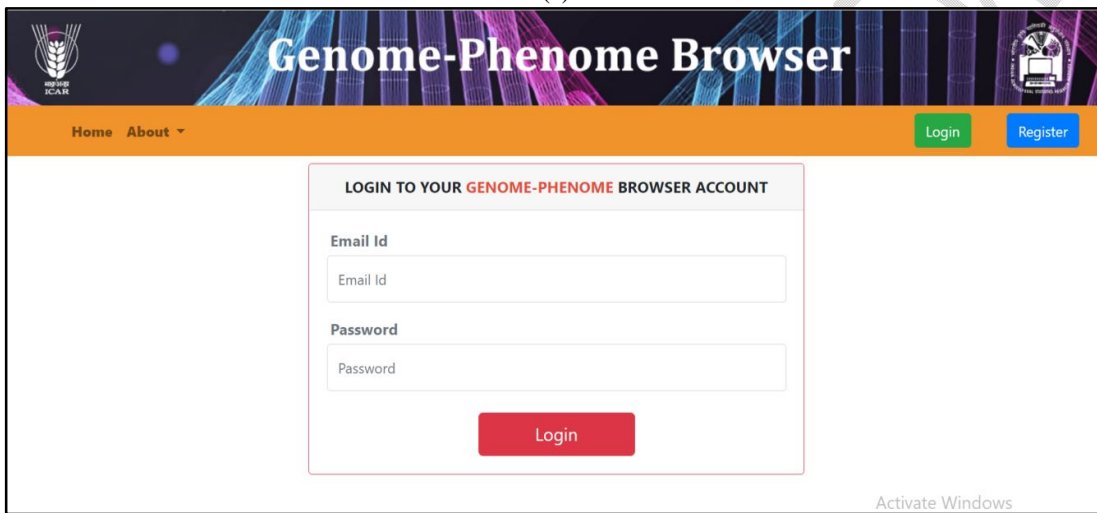 Genome-Phenome Browser
ICAR
Home About
Login
Register
LOGIN TO YOUR GENOME-PHENOME BROWSER ACCOUNT
Email Id
Email Id
Password
Password
Login
Activate Windows